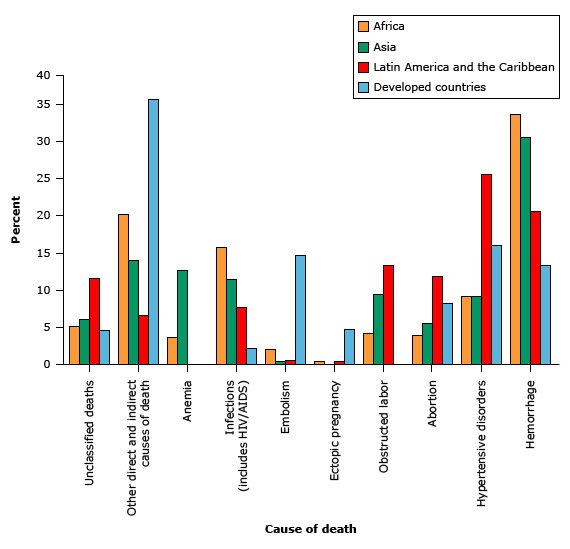 Africa
Asia
Latin America and the Caribbean
Developed countries
40
35
30
25
20
15
10
5
0
Percent
Unclassified deaths
Other direct and indirect
causes of death
Anemia
Infections
(includes HIV/AIDS)
Embolism
Ectopic pregnancy
Obstructed labor
Abortion
Hypertensive disorders
Hemorrhage
Cause of death